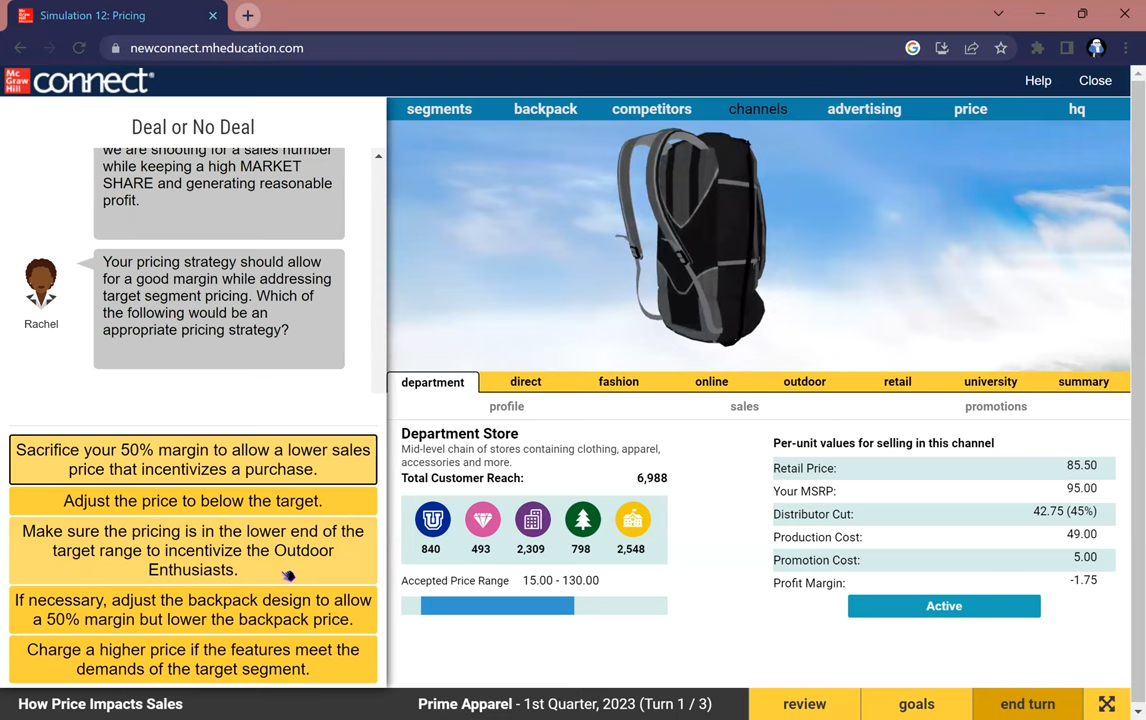 Simulation 12: Pricing
newconnect.mheducation.com
Mc Graw Hill connect®
Help
Close
Deal or No Deal
we are shooting for a sales number
while keeping a high MARKET
SHARE and generating reasonable
profit.
Your pricing strategy should allow
for a good margin while addressing
target segment pricing. Which of
the following would be an
appropriate pricing strategy?
Rachel
Sacrifice your 50% margin to allow a lower sales
price that incentivizes a purchase.
Adjust the price to below the target.
Make sure the pricing is in the lower end of the
target range to incentivize the Outdoor
Enthusiasts.
If necessary, adjust the backpack design to allow
a 50% margin but lower the backpack price.
Charge a higher price if the features meet the
demands of the target segment.
segments backpack competitors channels advertising price hq
department direct fashion online outdoor retail university summary
profile sales promotions
Department Store
Mid-level chain of stores containing clothing, apparel,
accessories and more.
Total Customer Reach: 6,988
840 493 2,309 798 2,548
Accepted Price Range 15.00 - 130.00
Per-unit values for selling in this channel
Retail Price: 85.50
Your MSRP: 95.00
Distributor Cut: 42.75 (45%)
Production Cost: 49.00
Promotion Cost: 5.00
Profit Margin: -1.75
Active
How Price Impacts Sales
Prime Apparel - 1st Quarter, 2023 (Turn 1 / 3)
review goals end turn